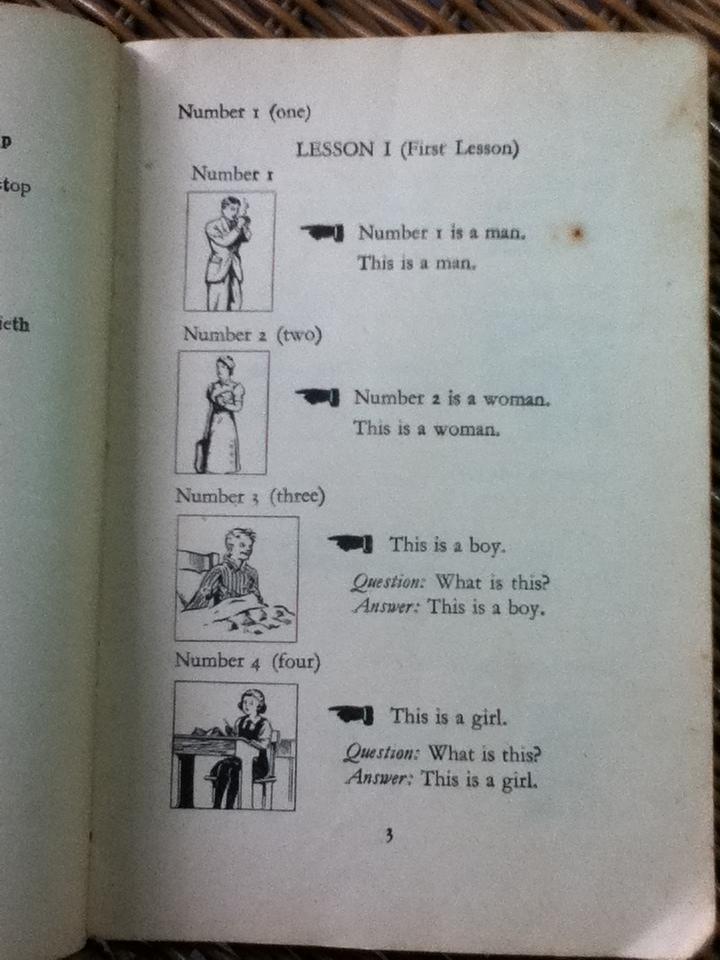 top
ieth
Number 1 (one)
LESSON I (First Lesson)
Number 1
Number 1 is a man.
This is a man.
Number 2 (two)
Number 2 is a woman.
This is a woman.
Number 3 (three)
This is a boy.
Question: What is this?
Answer: This is a boy.
Number 4 (four)
This is a girl.
Question: What is this?
Answer: This is a girl.
3